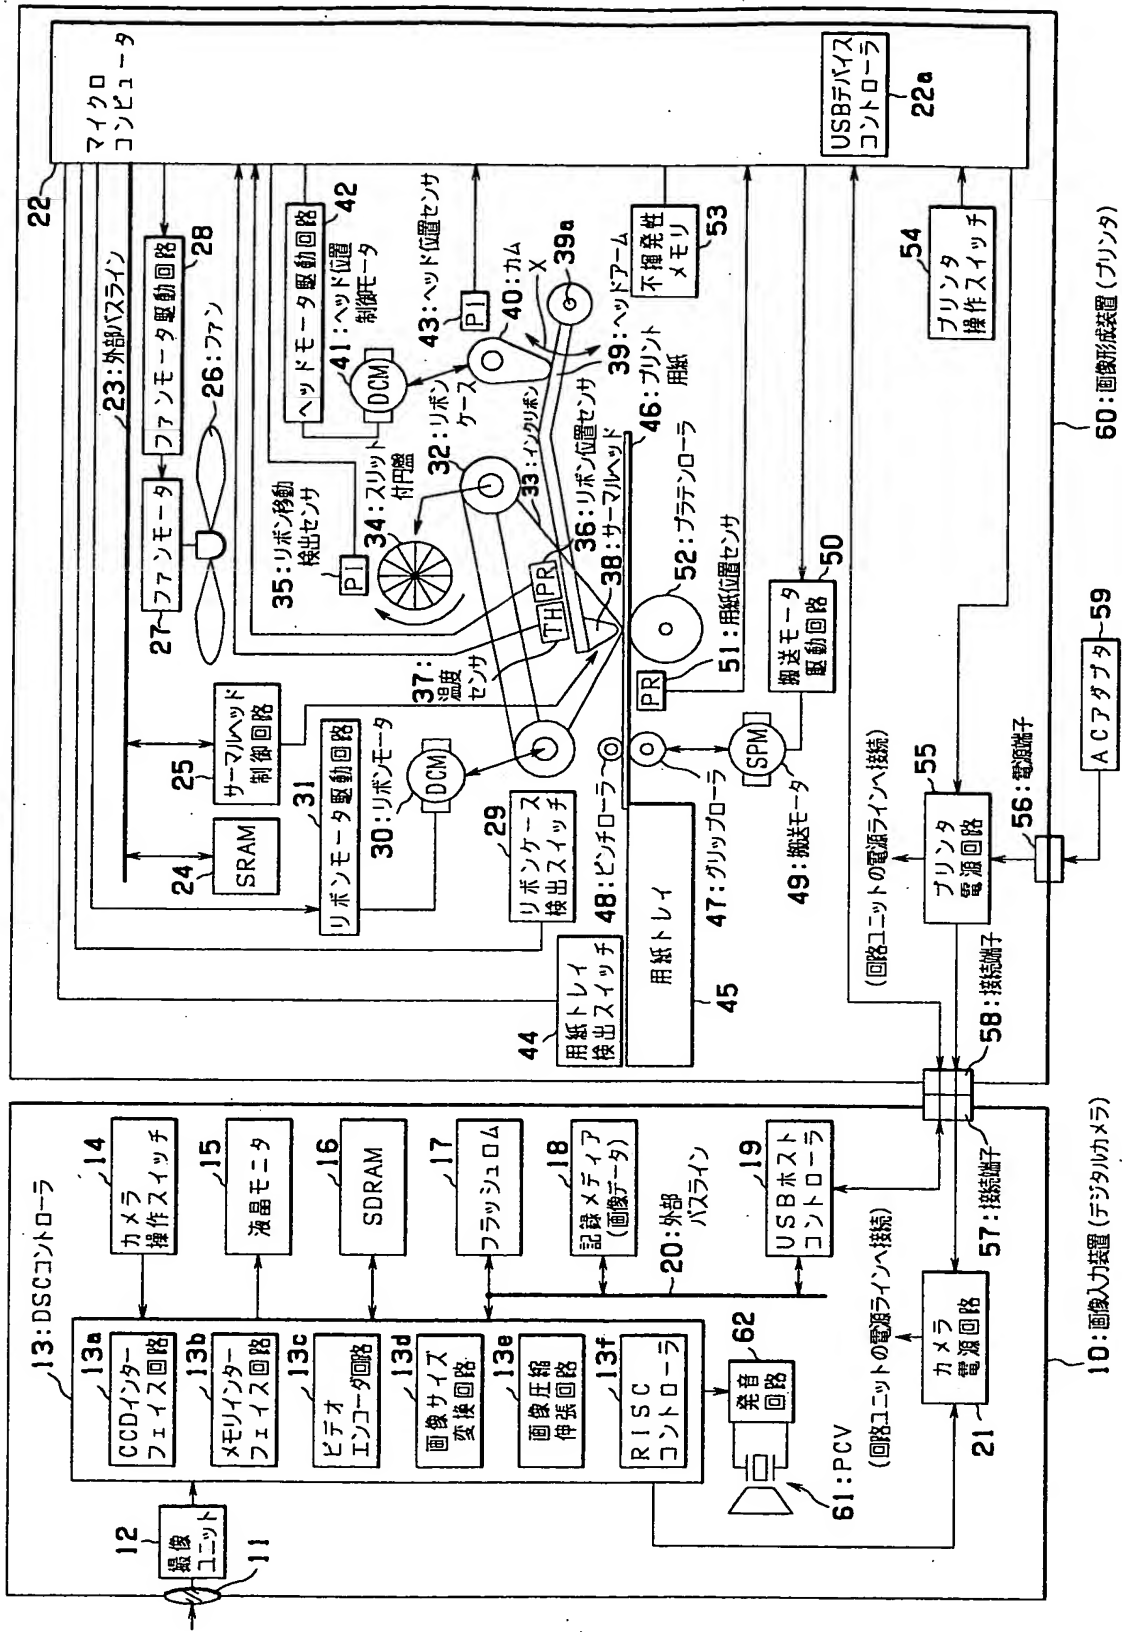 13:DSCコントローラ
13a
CCDインター
フェイス回路
13b
メモリインター
フェイス回路
13c
ビデオ
エンコーダ回路
13d
画像サイズ
変換回路
13e
画像圧縮
伸張回路
13f
RISC
コントローラ
12
撮像
ユニット
11
14
カメラ
操作スイッチ
15
液晶モニタ
16
SDRAM
17
フラッシュロム
18
記録メディア
(画像データ)
20:外部
バスライン
19
USBホスト
コントローラ
62
発音
回路
61:PCV
(回路ユニットの電源ラインへ接続)
カメラ
電源回路
21
57:接続端子
10:画像入力装置(デジタルカメラ)
22
マイクロ
コンピュータ
USBデバイス
コントローラ
22a
23:外部バスライン
24
SRAM
25
サーマルヘッド
制御回路
27
ファンモータ
26:ファン
ファンモータ駆動回路
28
31
リボンモータ駆動回路
30:リボンモータ
DCM
29
リボンケース
検出スイッチ
35:リボン移動
検出センサ
PI
34:スリット
付円盤
32:リボン
ケース
33:インクリボン
36:リボン位置センサ
PR
TH
37:
温度
センサ
38:サーマルヘッド
ヘッドモータ駆動回路
42
41:ヘッド位置
制御モータ
DCM
43:ヘッド位置センサ
PI
40:カム
X
39a
39:ヘッドアーム
46:プリント
用紙
52:プラテンローラ
PR
51:用紙位置センサ
不揮発性
メモリ
53
44
用紙トレイ
検出スイッチ
用紙トレイ
45
48:ピンチローラ
47:グリップローラ
SPM
49:搬送モータ
搬送モータ
駆動回路
50
54
プリンタ
操作スイッチ
(回路ユニットの電源ラインへ接続)
プリンタ
電源回路
55
56:電源端子
58:接続端子
ACアダプタ
59
60:画像形成装置(プリンタ)